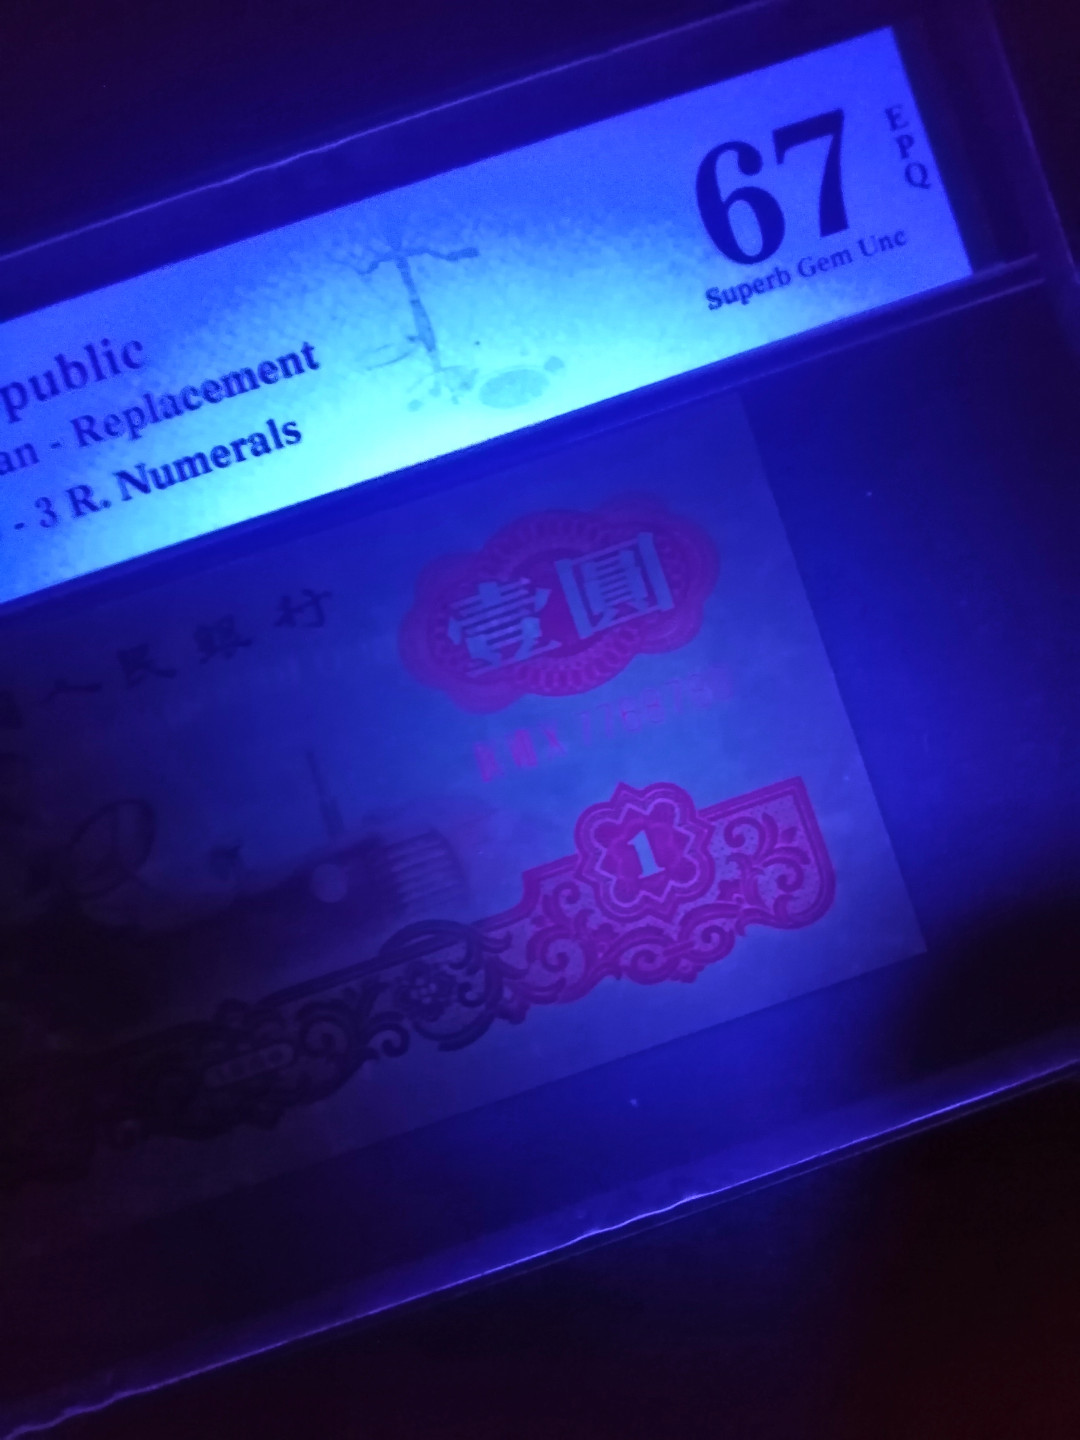 67
EPQ
Superb Gem Unc
public
an - Replacement
- 3 R. Numerals
人民銀行
壹圓
1